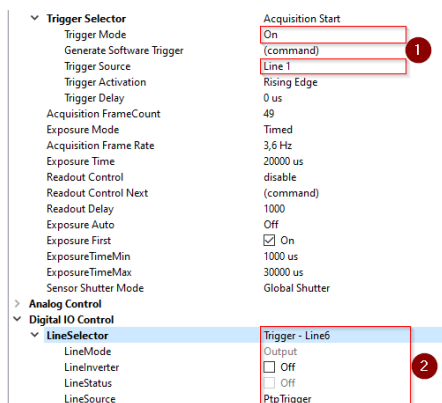 Trigger Selector Acquisition Start
Trigger Mode On
Generate Software Trigger (command)
1
Trigger Source Line 1
Trigger Activation Rising Edge
Trigger Delay 0 us
Acquisition FrameCount 49
Exposure Mode Timed
Acquisition Frame Rate 3,6 Hz
Exposure Time 20000 us
Readout Control disable
Readout Control Next (command)
Readout Delay 1000
Exposure Auto Off
Exposure First On
ExposureTimeMin 1000 us
ExposureTimeMax 30000 us
Sensor Shutter Mode Global Shutter
Analog Control
Digital IO Control
LineSelector Trigger - Line6
LineMode Output
LineInverter Off
2
LineStatus Off
LineSource PtpTrigger